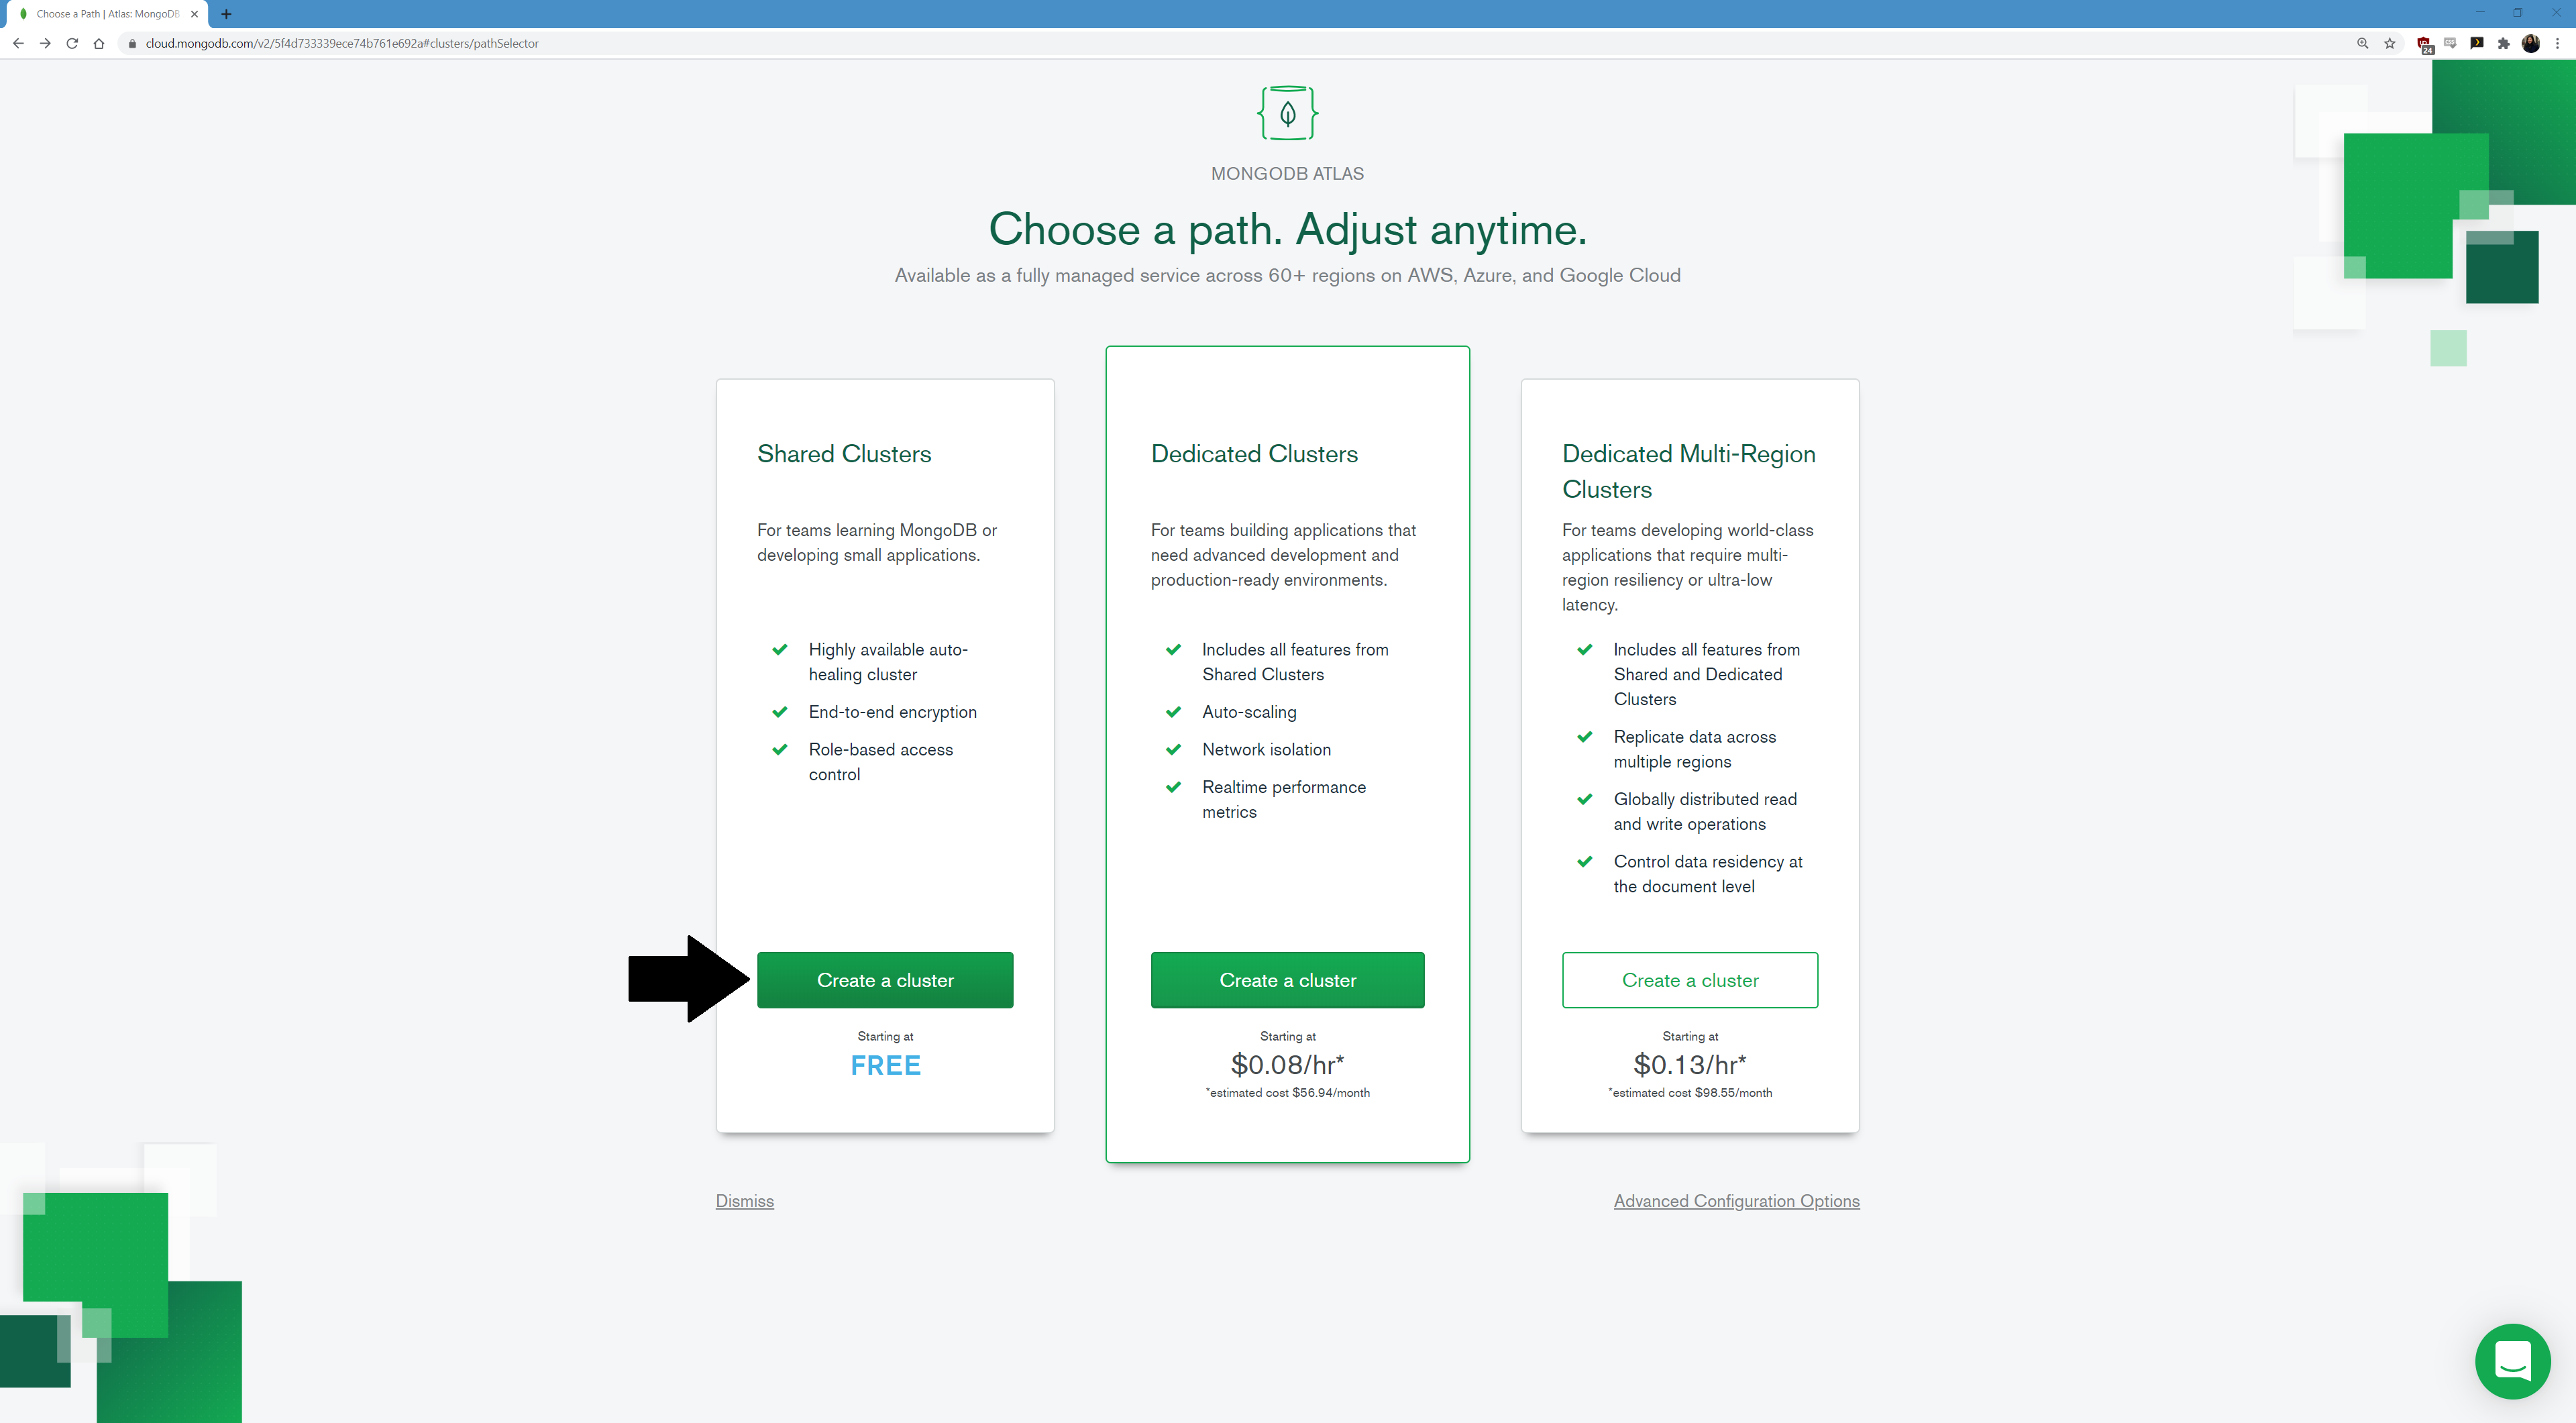 Choose a Path | Atlas: MongoDB
cloud.mongodb.com/v2/5f4d733339ece74b761e692a#clusters/pathSelector
24
MONGODB ATLAS
Choose a path. Adjust anytime.
Available as a fully managed service across 60+ regions on AWS, Azure, and Google Cloud
Shared Clusters
For teams learning MongoDB or
developing small applications.
Highly available auto-
healing cluster
End-to-end encryption
Role-based access
control
Create a cluster
Starting at
FREE
Dedicated Clusters
For teams building applications that
need advanced development and
production-ready environments.
Includes all features from
Shared Clusters
Auto-scaling
Network isolation
Realtime performance
metrics
Create a cluster
Starting at
$0.08/hr*
*estimated cost $56.94/month
Dedicated Multi-Region
Clusters
For teams developing world-class
applications that require multi-
region resiliency or ultra-low
latency.
Includes all features from
Shared and Dedicated
Clusters
Replicate data across
multiple regions
Globally distributed read
and write operations
Control data residency at
the document level
Create a cluster
Starting at
$0.13/hr*
*estimated cost $98.55/month
Dismiss
Advanced Configuration Options